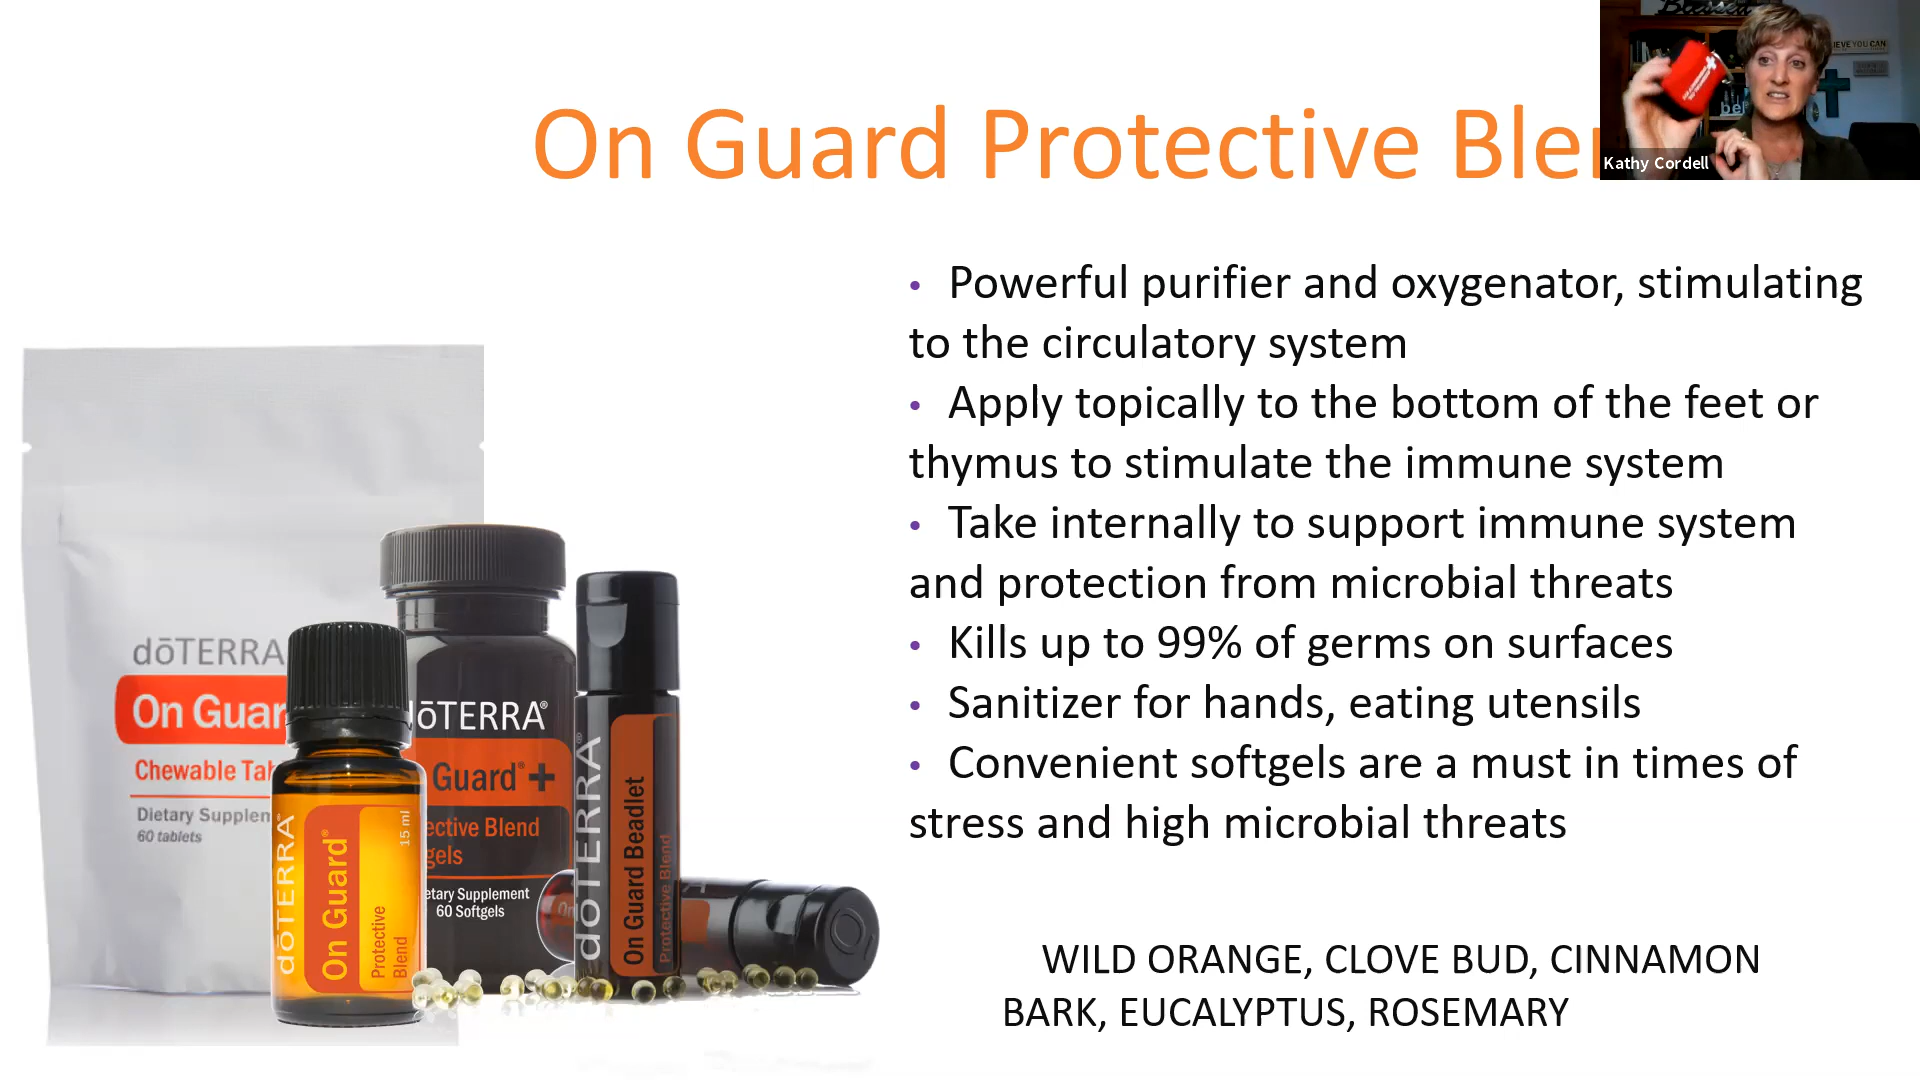 On Guard Protective Ble
Kathy Cordell
IEVE YOU CAN
• Powerful purifier and oxygenator, stimulating
to the circulatory system
• Apply topically to the bottom of the feet or
thymus to stimulate the immune system
• Take internally to support immune system
and protection from microbial threats
• Kills up to 99% of germs on surfaces
• Sanitizer for hands, eating utensils
• Convenient softgels are a must in times of
stress and high microbial threats
WILD ORANGE, CLOVE BUD, CINNAMON
BARK, EUCALYPTUS, ROSEMARY
dōTERRA
On Guar
Chewable Tab
Dietary Supplen
60 tablets
dōTERRA®
On Guard®
Protective
Blend
15 ml
dōTERRA®
Guard®+
ective Blend
gels
etary Supplement
60 Softgels
dōTERRA®
On Guard Beadlet
Protective Blend